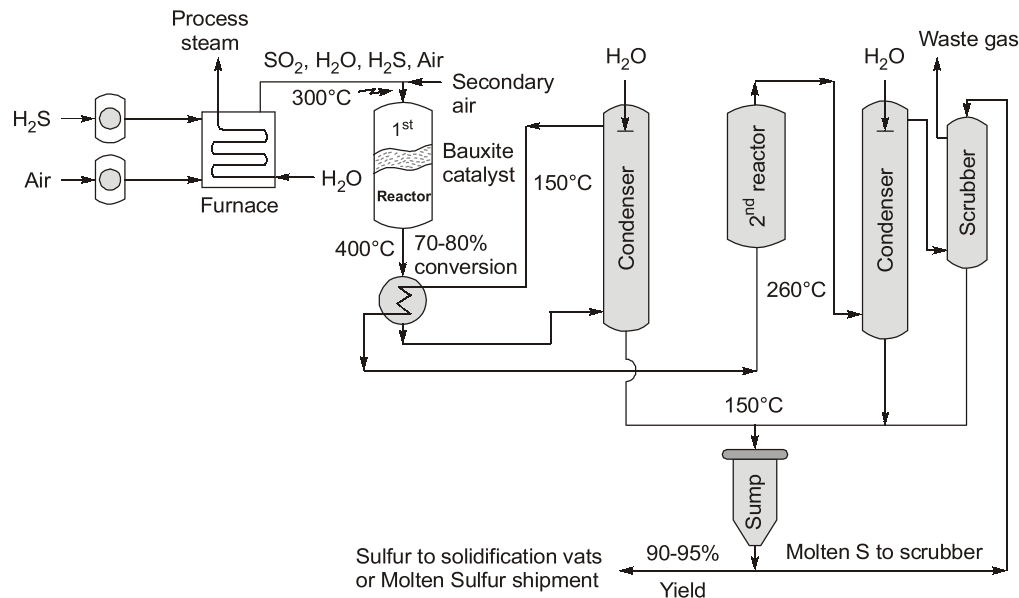 Process
steam
SO₂, H₂O, H₂S, Air
Secondary
air
300°C
H₂S
Air
H₂O
Furnace
1st
Reactor
Bauxite
catalyst
400°C
70-80%
conversion
H₂O
150°C
Condenser
2nd reactor
260°C
H₂O
Condenser
Waste gas
Scrubber
150°C
Sump
Sulfur to solidification vats
or Molten Sulfur shipment
90-95%
Yield
Molten S to scrubber